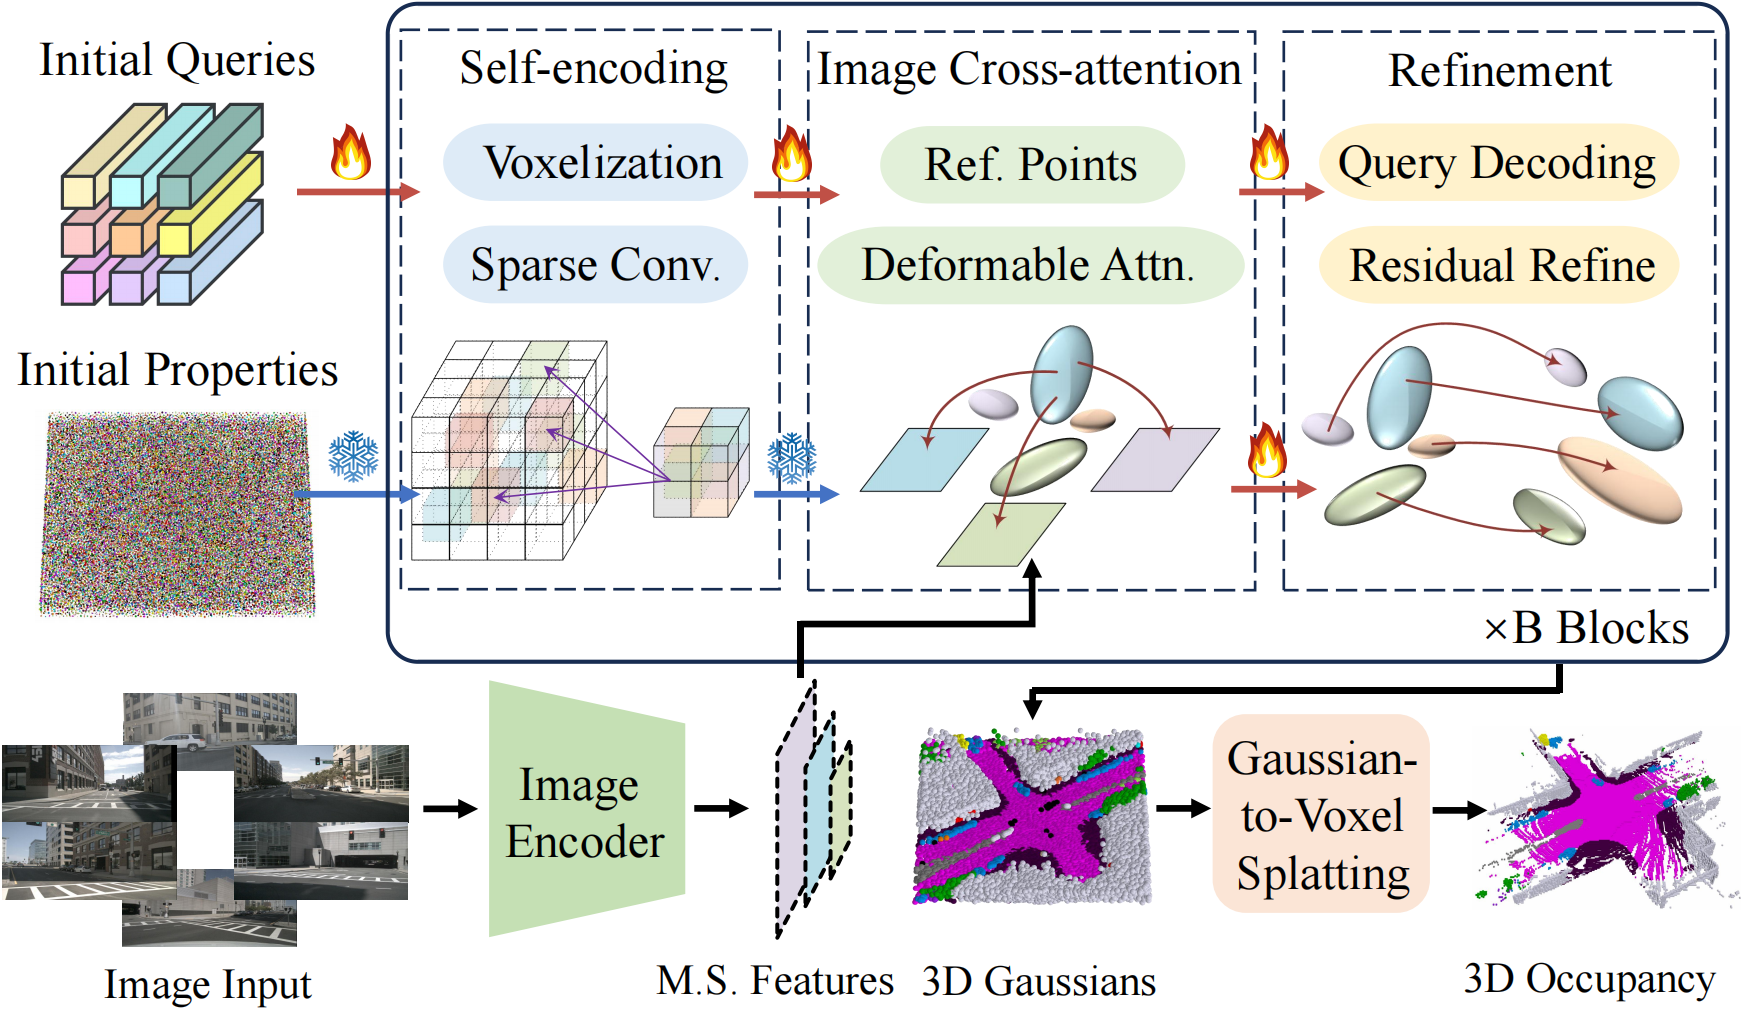 Initial Queries
Self-encoding
Image Cross-attention
Refinement
Voxelization
Ref. Points
Query Decoding
Sparse Conv.
Deformable Attn.
Residual Refine
Initial Properties
×B Blocks
Image
Encoder
Gaussian-
to-Voxel
Splatting
Image Input
M.S. Features
3D Gaussians
3D Occupancy